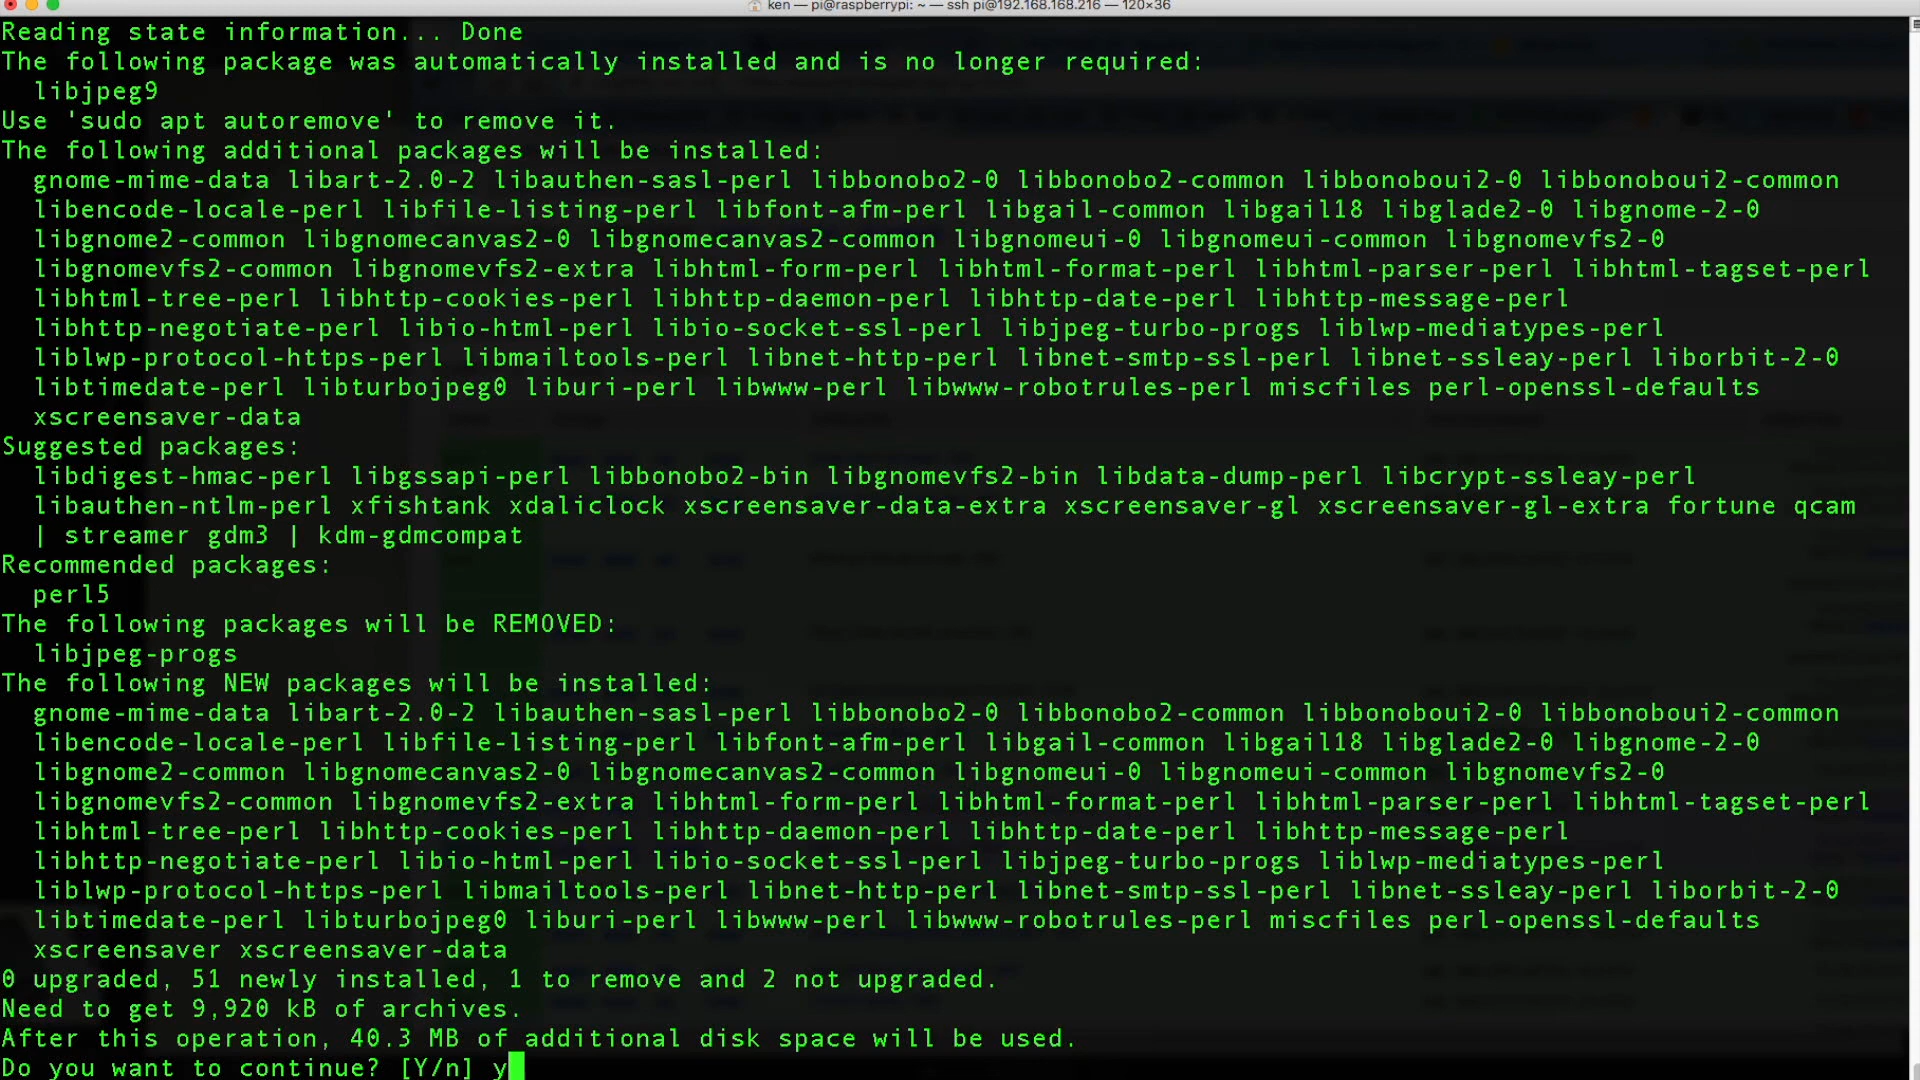 ken — pi@raspberrypi: ~ — ssh pi@192.168.168.216 — 120×36
Reading state information... Done
The following package was automatically installed and is no longer required:
libjpeg9
Use 'sudo apt autoremove' to remove it.
The following additional packages will be installed:
gnome-mime-data libart-2.0-2 libauthen-sasl-perl libbonobo2-0 libbonobo2-common libbonoboui2-0 libbonoboui2-common
libencode-locale-perl libfile-listing-perl libfont-afm-perl libgail-common libgail18 libglade2-0 libgnome-2-0
libgnome2-common libgnomecanvas2-0 libgnomecanvas2-common libgnomeui-0 libgnomeui-common libgnomevfs2-0
libgnomevfs2-common libgnomevfs2-extra libhtml-form-perl libhtml-format-perl libhtml-parser-perl libhtml-tagset-perl
libhtml-tree-perl libhttp-cookies-perl libhttp-daemon-perl libhttp-date-perl libhttp-message-perl
libhttp-negotiate-perl libio-html-perl libio-socket-ssl-perl libjpeg-turbo-progs liblwp-mediatypes-perl
liblwp-protocol-https-perl libmailtools-perl libnet-http-perl libnet-smtp-ssl-perl libnet-ssleay-perl liborbit-2-0
libtimedate-perl libturbojpeg0 liburi-perl libwww-perl libwww-robotrules-perl miscfiles perl-openssl-defaults
xscreensaver-data
Suggested packages:
libdigest-hmac-perl libgssapi-perl libbonobo2-bin libgnomevfs2-bin libdata-dump-perl libcrypt-ssleay-perl
libauthen-ntlm-perl xfishtank xdaliclock xscreensaver-data-extra xscreensaver-gl xscreensaver-gl-extra fortune qcam
| streamer gdm3 | kdm-gdmcompat
Recommended packages:
perl5
The following packages will be REMOVED:
libjpeg-progs
The following NEW packages will be installed:
gnome-mime-data libart-2.0-2 libauthen-sasl-perl libbonobo2-0 libbonobo2-common libbonoboui2-0 libbonoboui2-common
libencode-locale-perl libfile-listing-perl libfont-afm-perl libgail-common libgail18 libglade2-0 libgnome-2-0
libgnome2-common libgnomecanvas2-0 libgnomecanvas2-common libgnomeui-0 libgnomeui-common libgnomevfs2-0
libgnomevfs2-common libgnomevfs2-extra libhtml-form-perl libhtml-format-perl libhtml-parser-perl libhtml-tagset-perl
libhtml-tree-perl libhttp-cookies-perl libhttp-daemon-perl libhttp-date-perl libhttp-message-perl
libhttp-negotiate-perl libio-html-perl libio-socket-ssl-perl libjpeg-turbo-progs liblwp-mediatypes-perl
liblwp-protocol-https-perl libmailtools-perl libnet-http-perl libnet-smtp-ssl-perl libnet-ssleay-perl liborbit-2-0
libtimedate-perl libturbojpeg0 liburi-perl libwww-perl libwww-robotrules-perl miscfiles perl-openssl-defaults
xscreensaver xscreensaver-data
0 upgraded, 51 newly installed, 1 to remove and 2 not upgraded.
Need to get 9,920 kB of archives.
After this operation, 40.3 MB of additional disk space will be used.
Do you want to continue? [Y/n] y